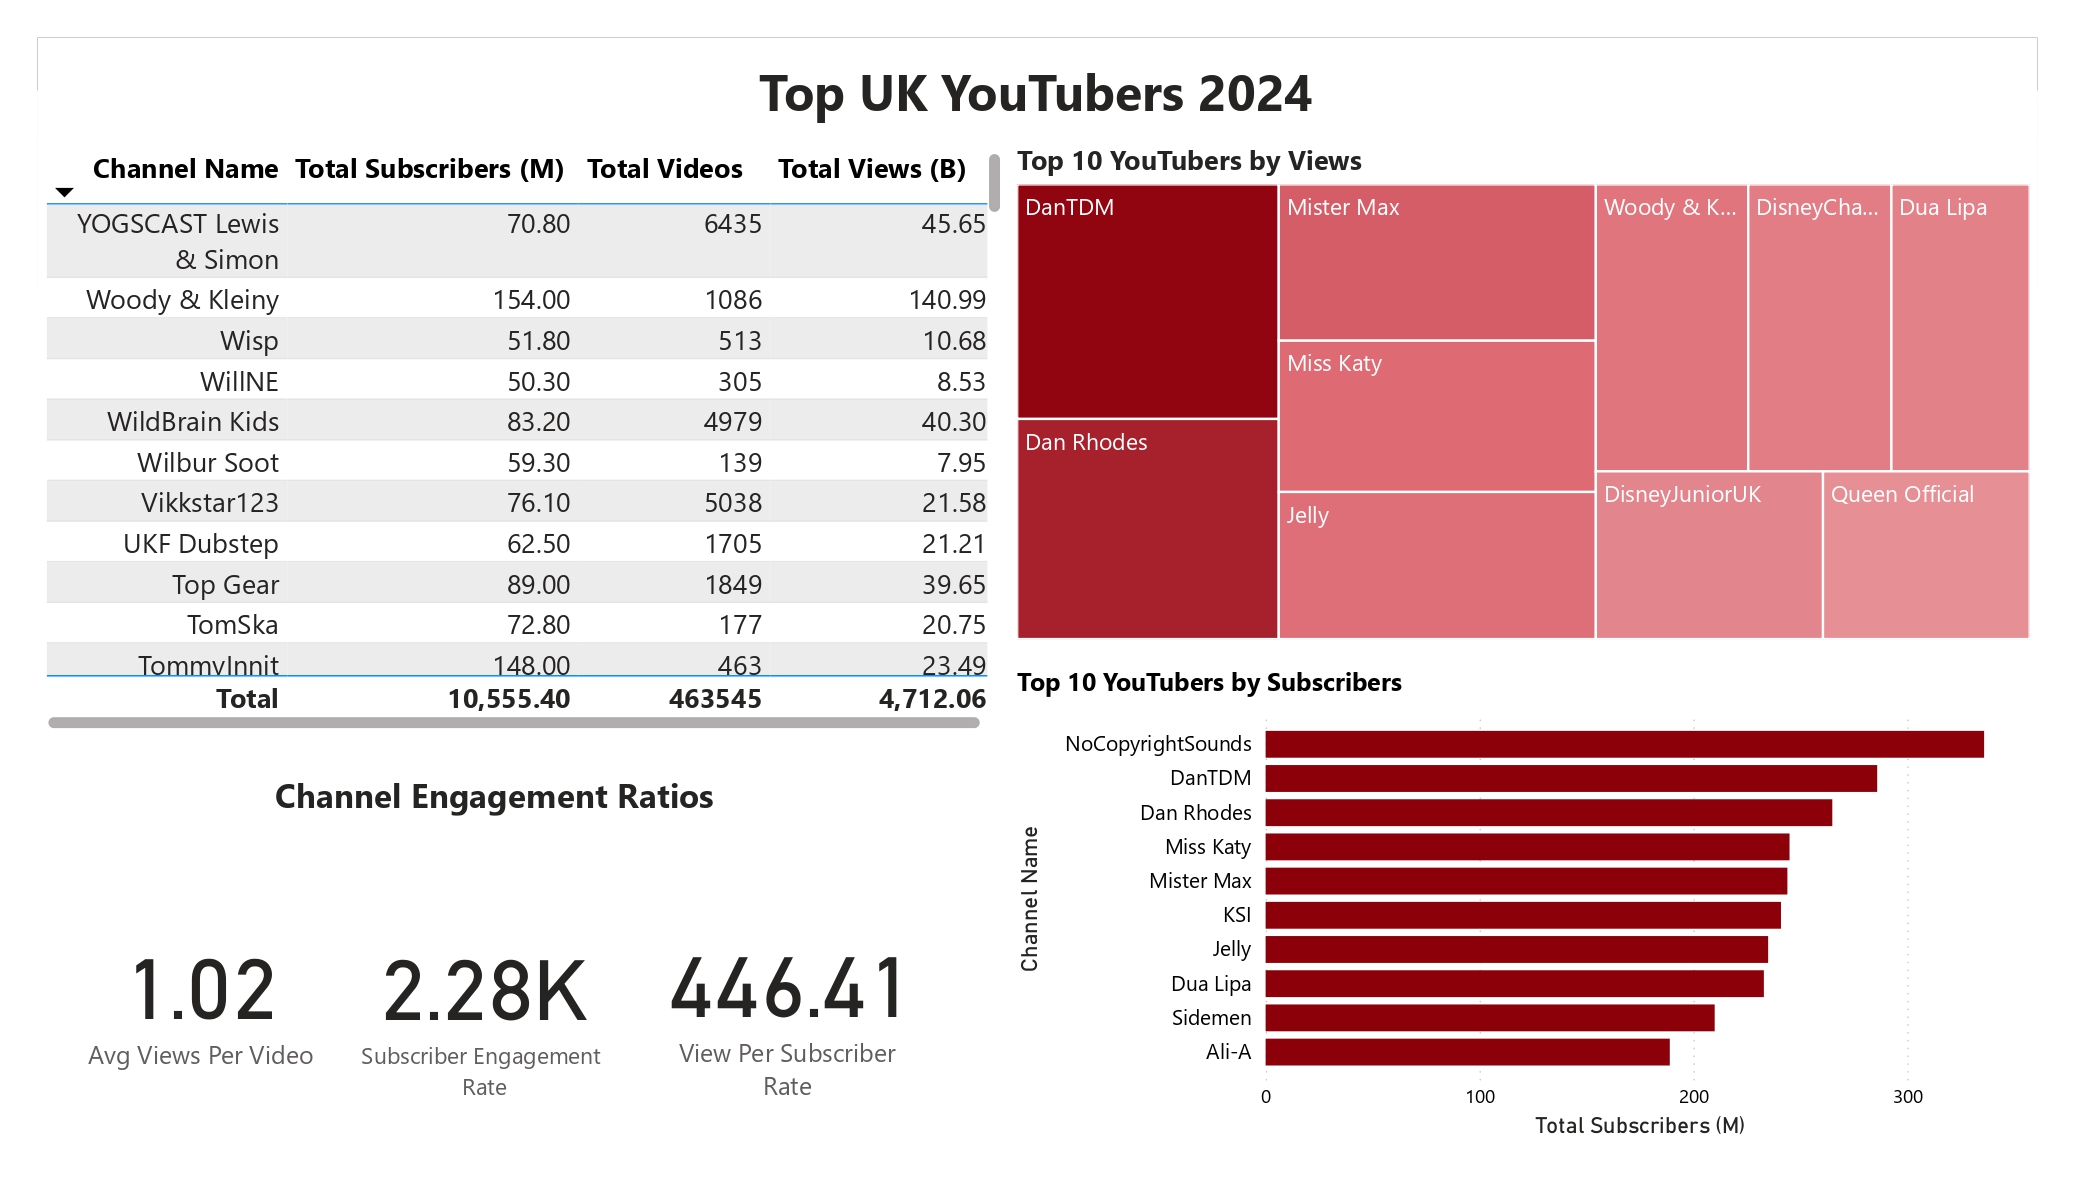 Top UK YouTubers 2024
Channel Name Total Subscribers (M) Total Videos Total Views (B)
YOGSCAST Lewis & Simon 70.80 6435 45.65
Woody & Kleiny 154.00 1086 140.99
Wisp 51.80 513 10.68
WillNE 50.30 305 8.53
WildBrain Kids 83.20 4979 40.30
Wilbur Soot 59.30 139 7.95
Vikkstar123 76.10 5038 21.58
UKF Dubstep 62.50 1705 21.21
Top Gear 89.00 1849 39.65
TomSka 72.80 177 20.75
TommyInnit 148.00 463 23.49
Total 10,555.40 463545 4,712.06
Top 10 YouTubers by Views
DanTDM
Dan Rhodes
Mister Max
Miss Katy
Jelly
Woody & K...
DisneyCha...
Dua Lipa
DisneyJuniorUK
Queen Official
Channel Engagement Ratios
1.02
Avg Views Per Video
2.28K
Subscriber Engagement
Rate
446.41
View Per Subscriber
Rate
Top 10 YouTubers by Subscribers
Channel Name
NoCopyrightSounds
DanTDM
Dan Rhodes
Miss Katy
Mister Max
KSI
Jelly
Dua Lipa
Sidemen
Ali-A
0 100 200 300
Total Subscribers (M)